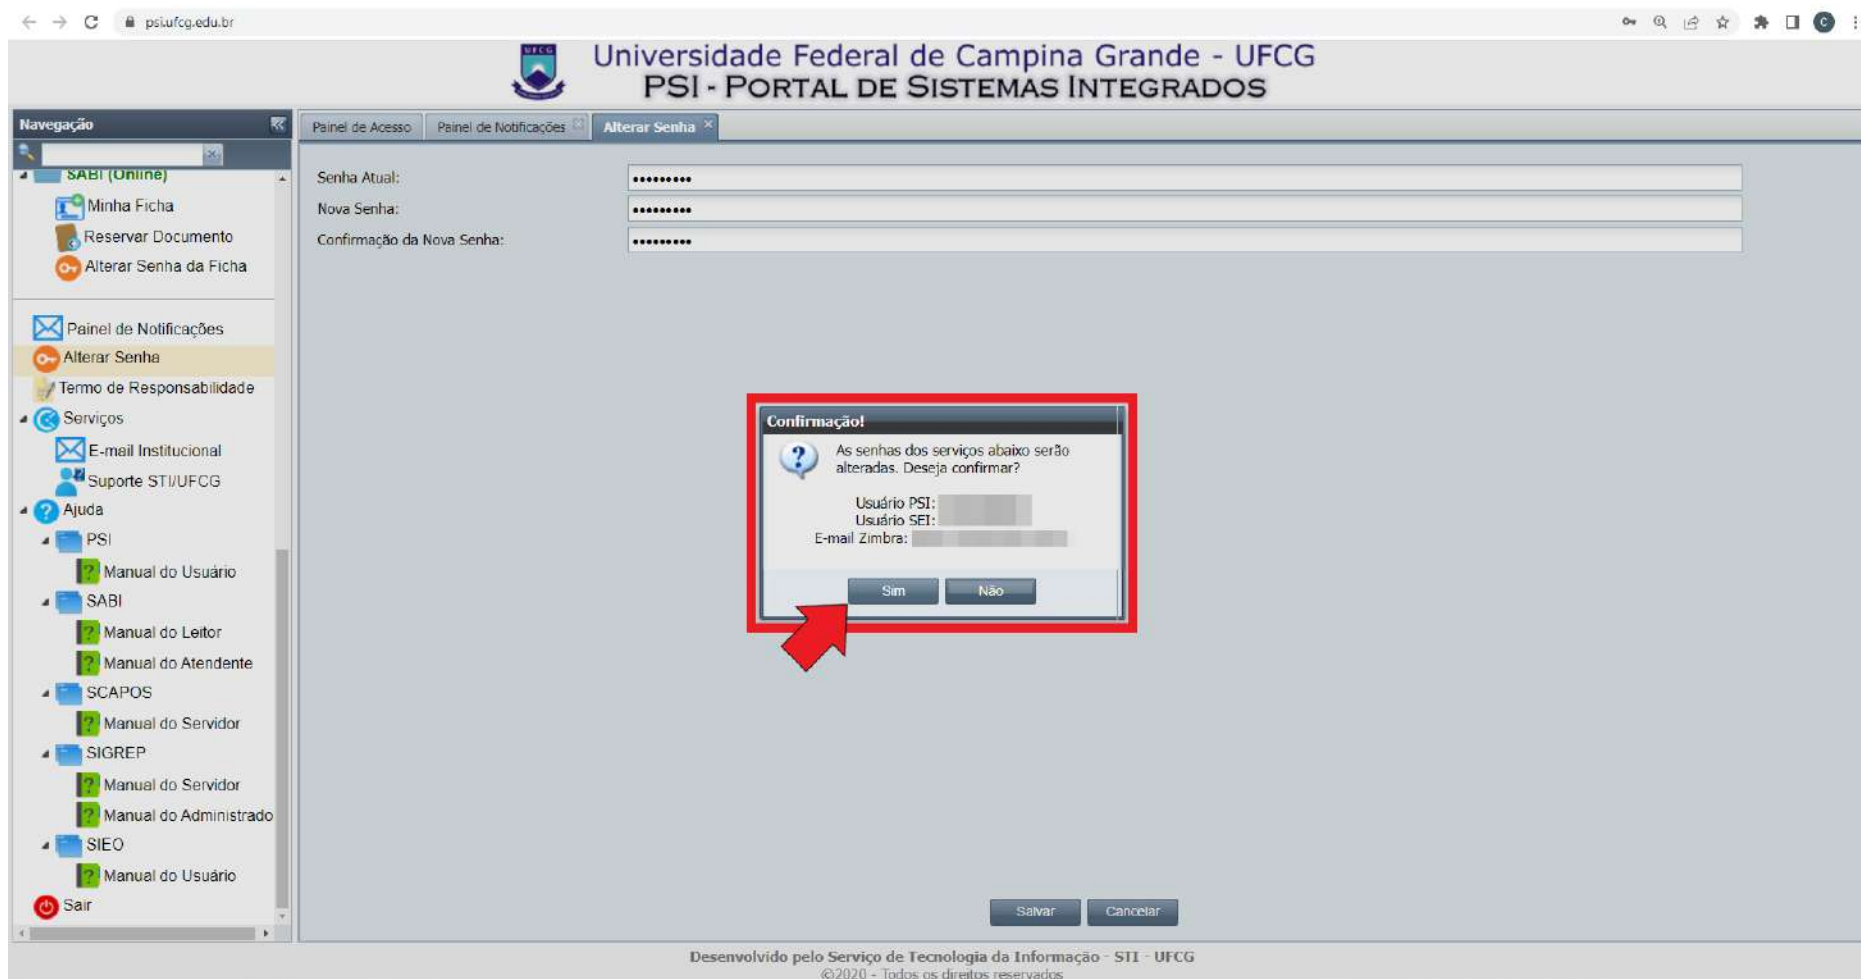 psi.ufcg.edu.br
C
UFCG
Universidade Federal de Campina Grande - UFCG
PSI - PORTAL DE SISTEMAS INTEGRADOS
Navegação
Painel de Acesso
Painel de Notificações
Alterar Senha
SABI (Online)
Minha Ficha
Reservar Documento
Alterar Senha da Ficha
Painel de Notificações
Alterar Senha
Termo de Responsabilidade
Serviços
E-mail Institucional
Suporte STI/UFCG
Ajuda
PSI
Manual do Usuário
SABI
Manual do Leitor
Manual do Atendente
SCAPOS
Manual do Servidor
SIGREP
Manual do Servidor
Manual do Administrado
SIEO
Manual do Usuário
Sair
Senha Atual:
Nova Senha:
Confirmação da Nova Senha:
Confirmação!
As senhas dos serviços abaixo serão
alteradas. Deseja confirmar?
Usuário PSI:
Usuário SEI:
E-mail Zimbra:
Sim
Não
Salvar
Cancelar
Desenvolvido pelo Serviço de Tecnologia da Informação - STI - UFCG
©2020 - Todos os direitos reservados